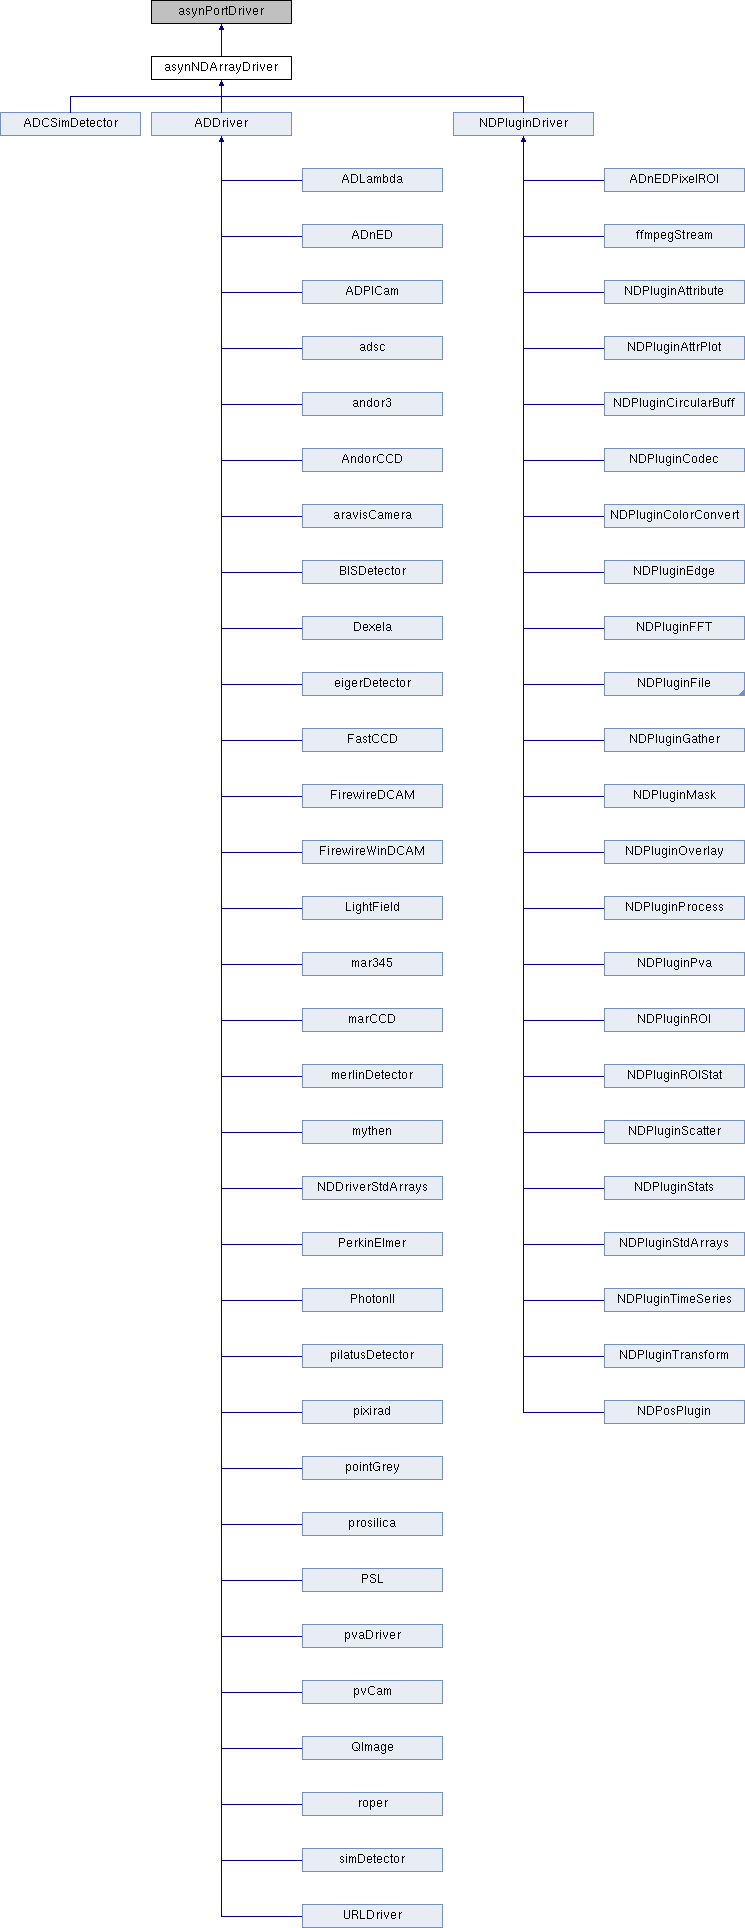 asynPortDriver
asynNDArrayDriver
ADCSimDetector
ADDriver
NDPluginDriver
ADLambda
ADnEDPixelROI
ADnED
ffmpegStream
ADPICam
NDPluginAttribute
adsc
NDPluginAttrPlot
andor3
NDPluginCircularBuff
AndorCCD
NDPluginCodec
aravisCamera
NDPluginColorConvert
BISDetector
NDPluginEdge
Dexela
NDPluginFFT
eigerDetector
NDPluginFile
FastCCD
NDPluginGather
FirewireDCAM
NDPluginMask
FirewireWinDCAM
NDPluginOverlay
LightField
NDPluginProcess
mar345
NDPluginPva
marCCD
NDPluginROI
merlinDetector
NDPluginROIStat
mythen
NDPluginScatter
NDDriverStdArrays
NDPluginStats
PerkinElmer
NDPluginStdArrays
PhotonII
NDPluginTimeSeries
pilatusDetector
NDPluginTransform
pixirad
NDPosPlugin
pointGrey
prosilica
PSL
pvaDriver
pvCam
QImage
roper
simDetector
URLDriver